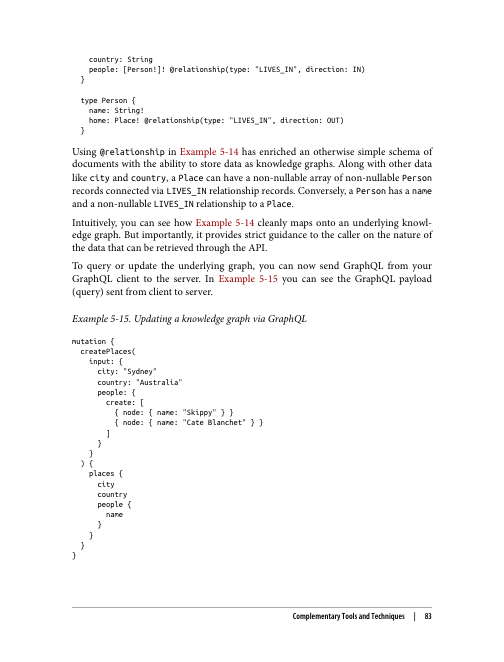 country: String
    people: [Person!]! @relationship(type: "LIVES_IN", direction: IN)
  }
  type Person {
    name: String!
    home: Place! @relationship(type: "LIVES_IN", direction: OUT)
  }
Using @relationship in Example 5-14 has enriched an otherwise simple schema of
documents with the ability to store data as knowledge graphs. Along with other data
like city and country, a Place can have a non-nullable array of non-nullable Person
records connected via LIVES_IN relationship records. Conversely, a Person has a name
and a non-nullable LIVES_IN relationship to a Place.
Intuitively, you can see how Example 5-14 cleanly maps onto an underlying knowl-
edge graph. But importantly, it provides strict guidance to the caller on the nature of
the data that can be retrieved through the API.
To query or update the underlying graph, you can now send GraphQL from your
GraphQL client to the server. In Example 5-15 you can see the GraphQL payload
(query) sent from client to server.
Example 5-15. Updating a knowledge graph via GraphQL
mutation {
  createPlaces(
    input: {
      city: "Sydney"
      country: "Australia"
      people: {
        create: [
          { node: { name: "Skippy" } }
          { node: { name: "Cate Blanchet" } }
        ]
      }
    }
  ) {
    places {
      city
      country
      people {
        name
      }
    }
  }
}
Complementary Tools and Techniques | 83